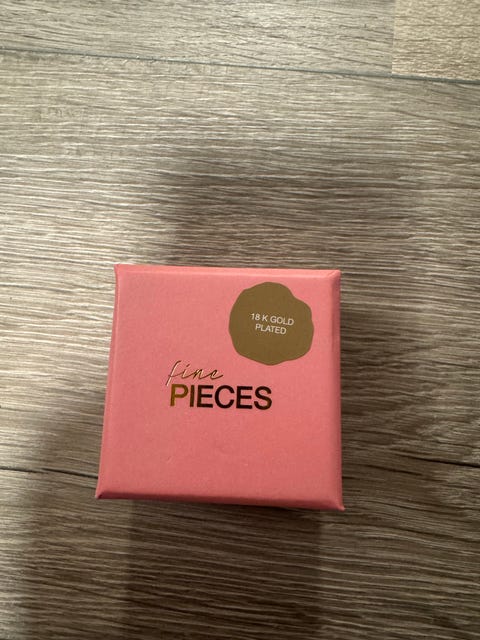 18 K GOLD
PLATED
fine
PIECES